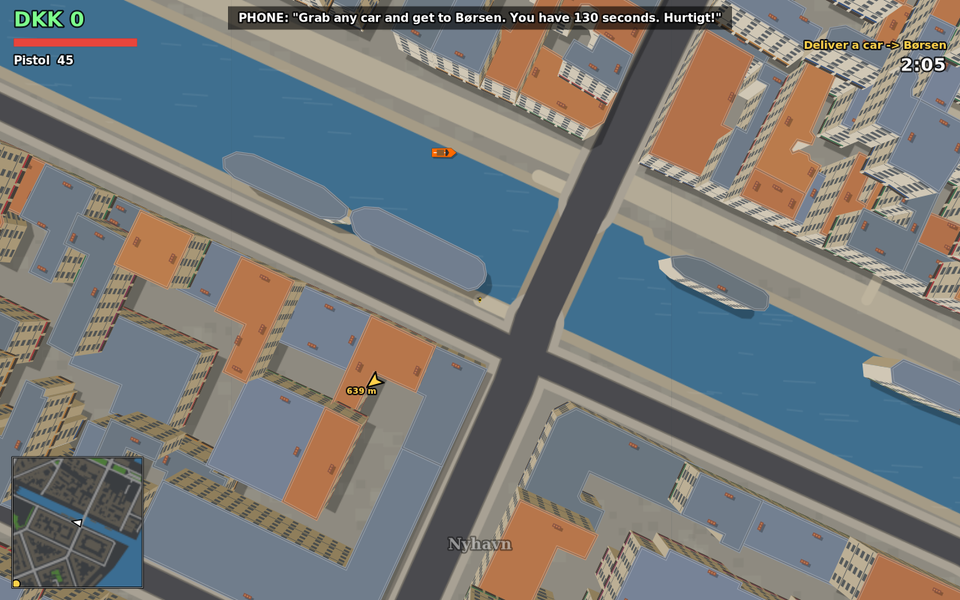 DKK 0
PHONE: "Grab any car and get to Børsen. You have 130 seconds. Hurtigt!"
Pistol 45
Deliver a car -> Børsen
2:05
639 m
Nyhavn